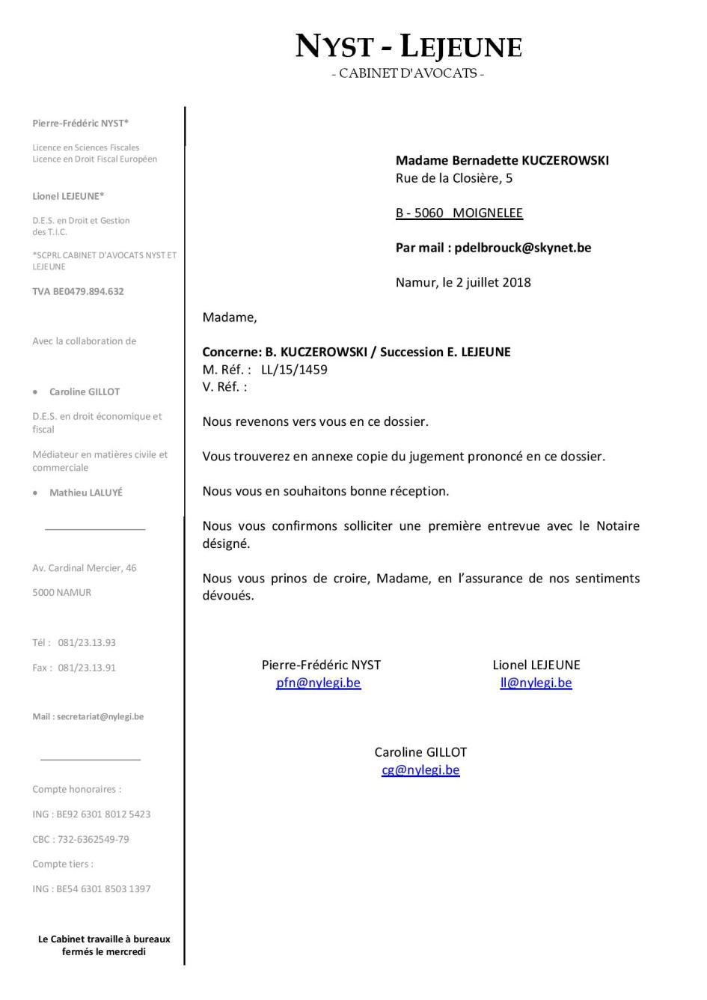 NYST - LEJEUNE
- CABINET D'AVOCATS -
Pierre-Frédéric NYST*
Licence en Sciences Fiscales
Licence en Droit Fiscal Européen
Lionel LEJEUNE*
D.E.S. en Droit et Gestion
des T.I.C.
*SCPRL CABINET D'AVOCATS NYST ET
LEJEUNE
TVA BE0479.894.632
Avec la collaboration de
• Caroline GILLOT
D.E.S. en droit économique et
fiscal
Médiateur en matières civile et
commerciale
• Mathieu LALUYÉ
Av. Cardinal Mercier, 46
5000 NAMUR
Tél : 081/23.13.93
Fax : 081/23.13.91
Mail : secretariat@nylegi.be
Compte honoraires :
ING : BE92 6301 8012 5423
CBC : 732-6362549-79
Compte tiers :
ING : BE54 6301 8503 1397
Le Cabinet travaille à bureaux
fermés le mercredi
Madame Bernadette KUCZEROWSKI
Rue de la Closière, 5
B - 5060 MOIGNELEE
Par mail : pdelbrouck@skynet.be
Namur, le 2 juillet 2018
Madame,
Concerne: B. KUCZEROWSKI / Succession E. LEJEUNE
M. Réf. : LL/15/1459
V. Réf. :
Nous revenons vers vous en ce dossier.
Vous trouverez en annexe copie du jugement prononcé en ce dossier.
Nous vous en souhaitons bonne réception.
Nous vous confirmons solliciter une première entrevue avec le Notaire
désigné.
Nous vous prinos de croire, Madame, en l’assurance de nos sentiments
dévoués.
Pierre-Frédéric NYST
pfn@nylegi.be
Lionel LEJEUNE
ll@nylegi.be
Caroline GILLOT
cg@nylegi.be